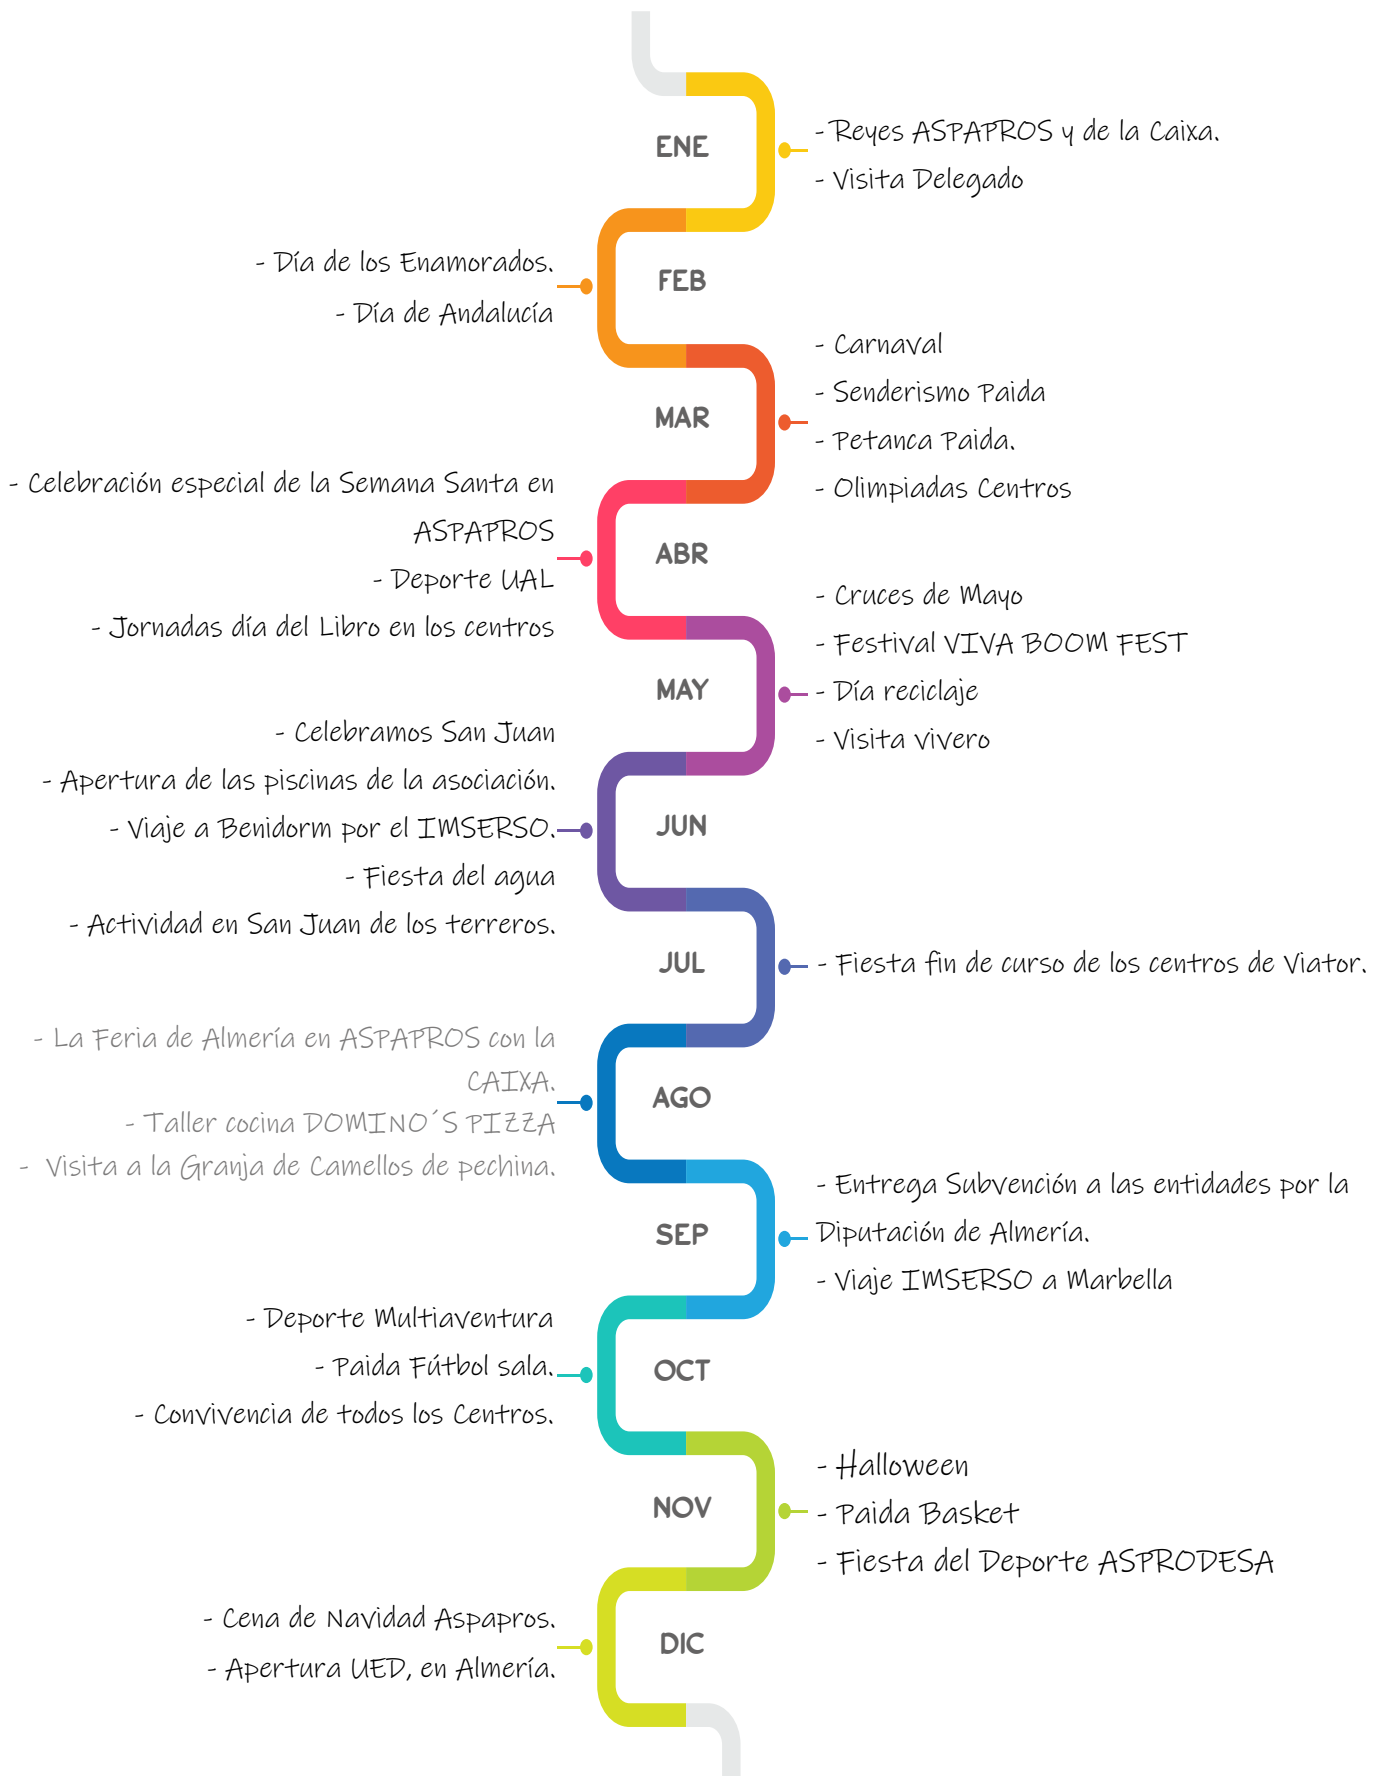 ENE
- Reyes ASPAPROS y de la Caixa.
- Visita Delegado
- Día de los Enamorados.
- Día de Andalucía
FEB
- Carnaval
- Senderismo Paida
- Petanca Paida.
- Olimpiadas Centros
MAR
- Celebración especial de la Semana Santa en
ASPAPROS
- Deporte UAL
- Jornadas día del Libro en los centros
ABR
- Cruces de Mayo
- Festival VIVA BOOM FEST
- Día reciclaje
- Visita vivero
MAY
- Celebramos San Juan
- Apertura de las piscinas de la asociación.
- Viaje a Benidorm por el IMSERSO.
- Fiesta del agua
- Actividad en San Juan de los terreros.
JUN
JUL
- Fiesta fin de curso de los centros de Viator.
- La Feria de Almería en ASPAPROS con la
CAIXA.
- Taller cocina DOMINO´S PIZZA
- Visita a la Granja de Camellos de pechina.
AGO
- Entrega Subvención a las entidades por la
Diputación de Almería.
- Viaje IMSERSO a Marbella
SEP
- Deporte Multiaventura
- Paida Fútbol sala.
- Convivencia de todos los Centros.
OCT
- Halloween
- Paida Basket
- Fiesta del Deporte ASPRODESA
NOV
- Cena de Navidad Aspapros.
- Apertura UED, en Almería.
DIC